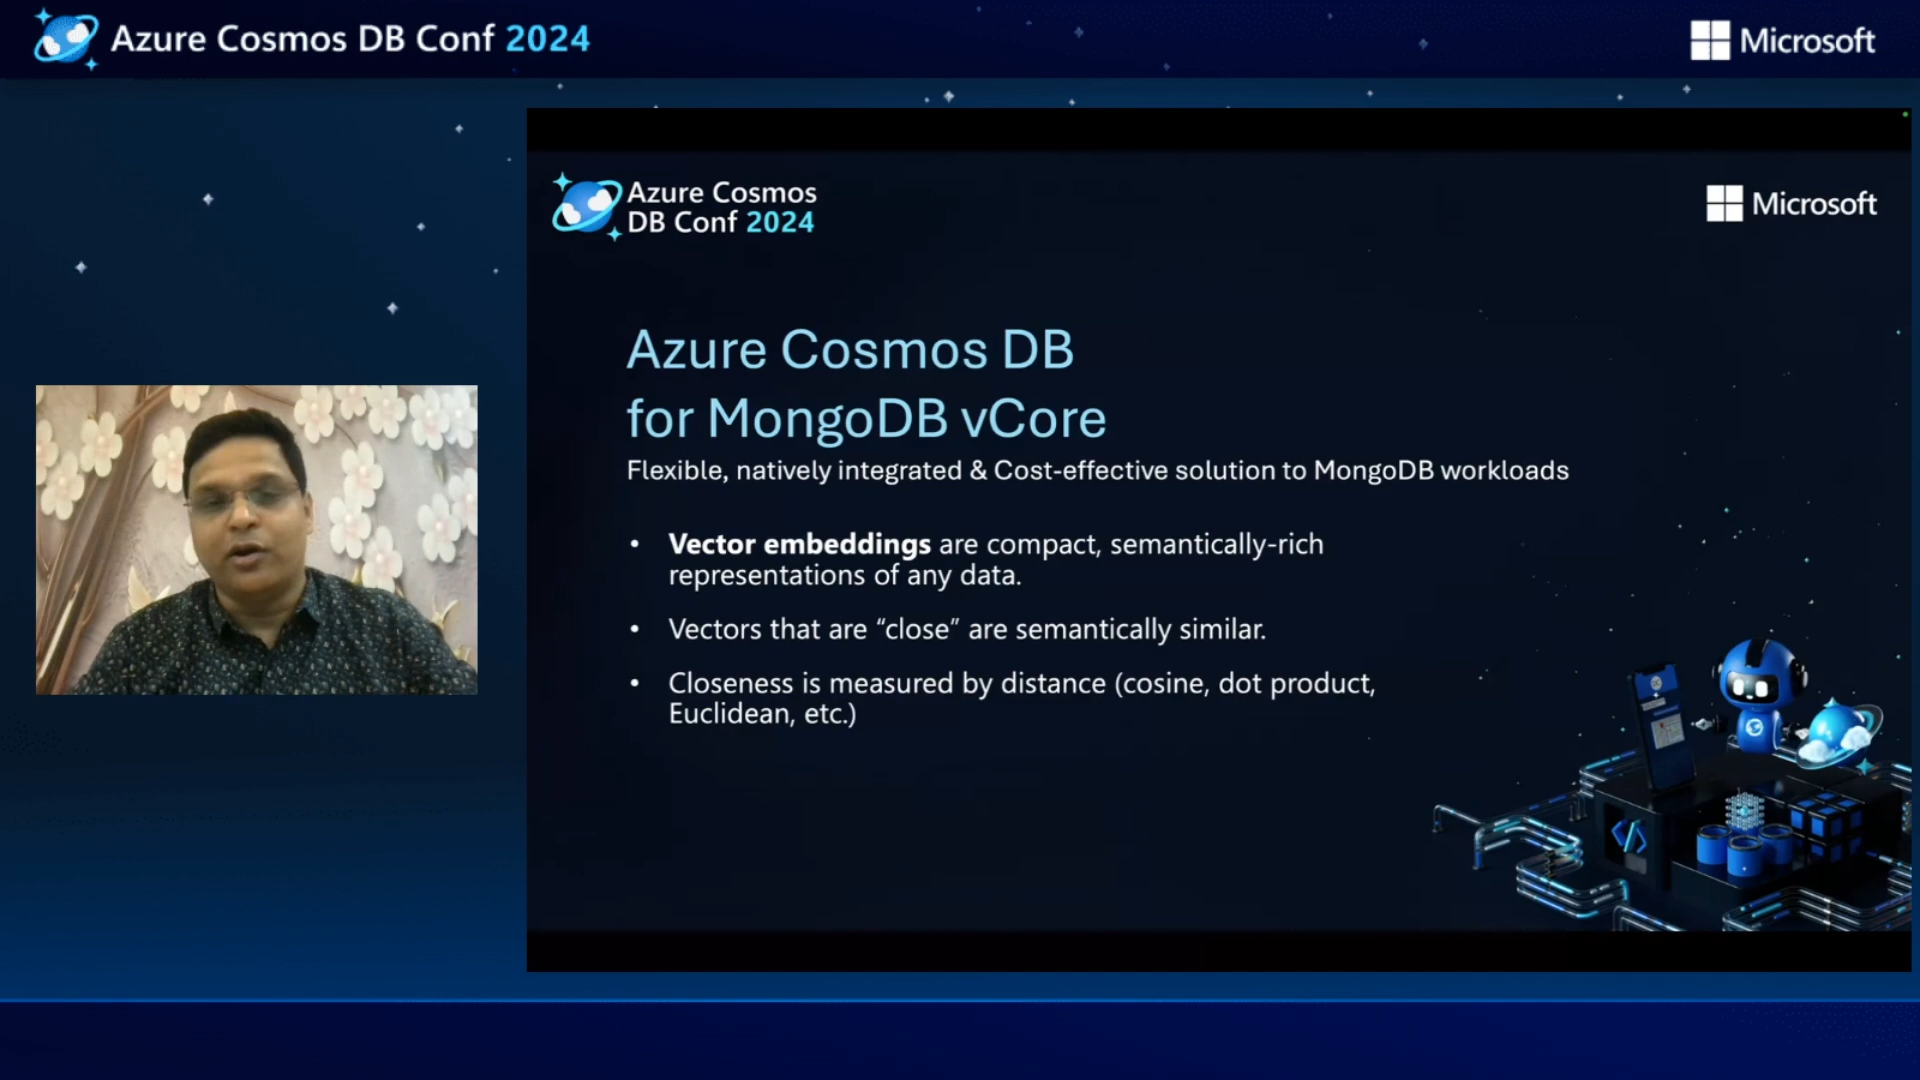 Azure Cosmos DB Conf 2024
Microsoft
Azure Cosmos
DB Conf 2024
Microsoft
Azure Cosmos DB
for MongoDB vCore
Flexible, natively integrated & Cost-effective solution to MongoDB workloads
• Vector embeddings are compact, semantically-rich
representations of any data.
• Vectors that are “close” are semantically similar.
• Closeness is measured by distance (cosine, dot product,
Euclidean, etc.)